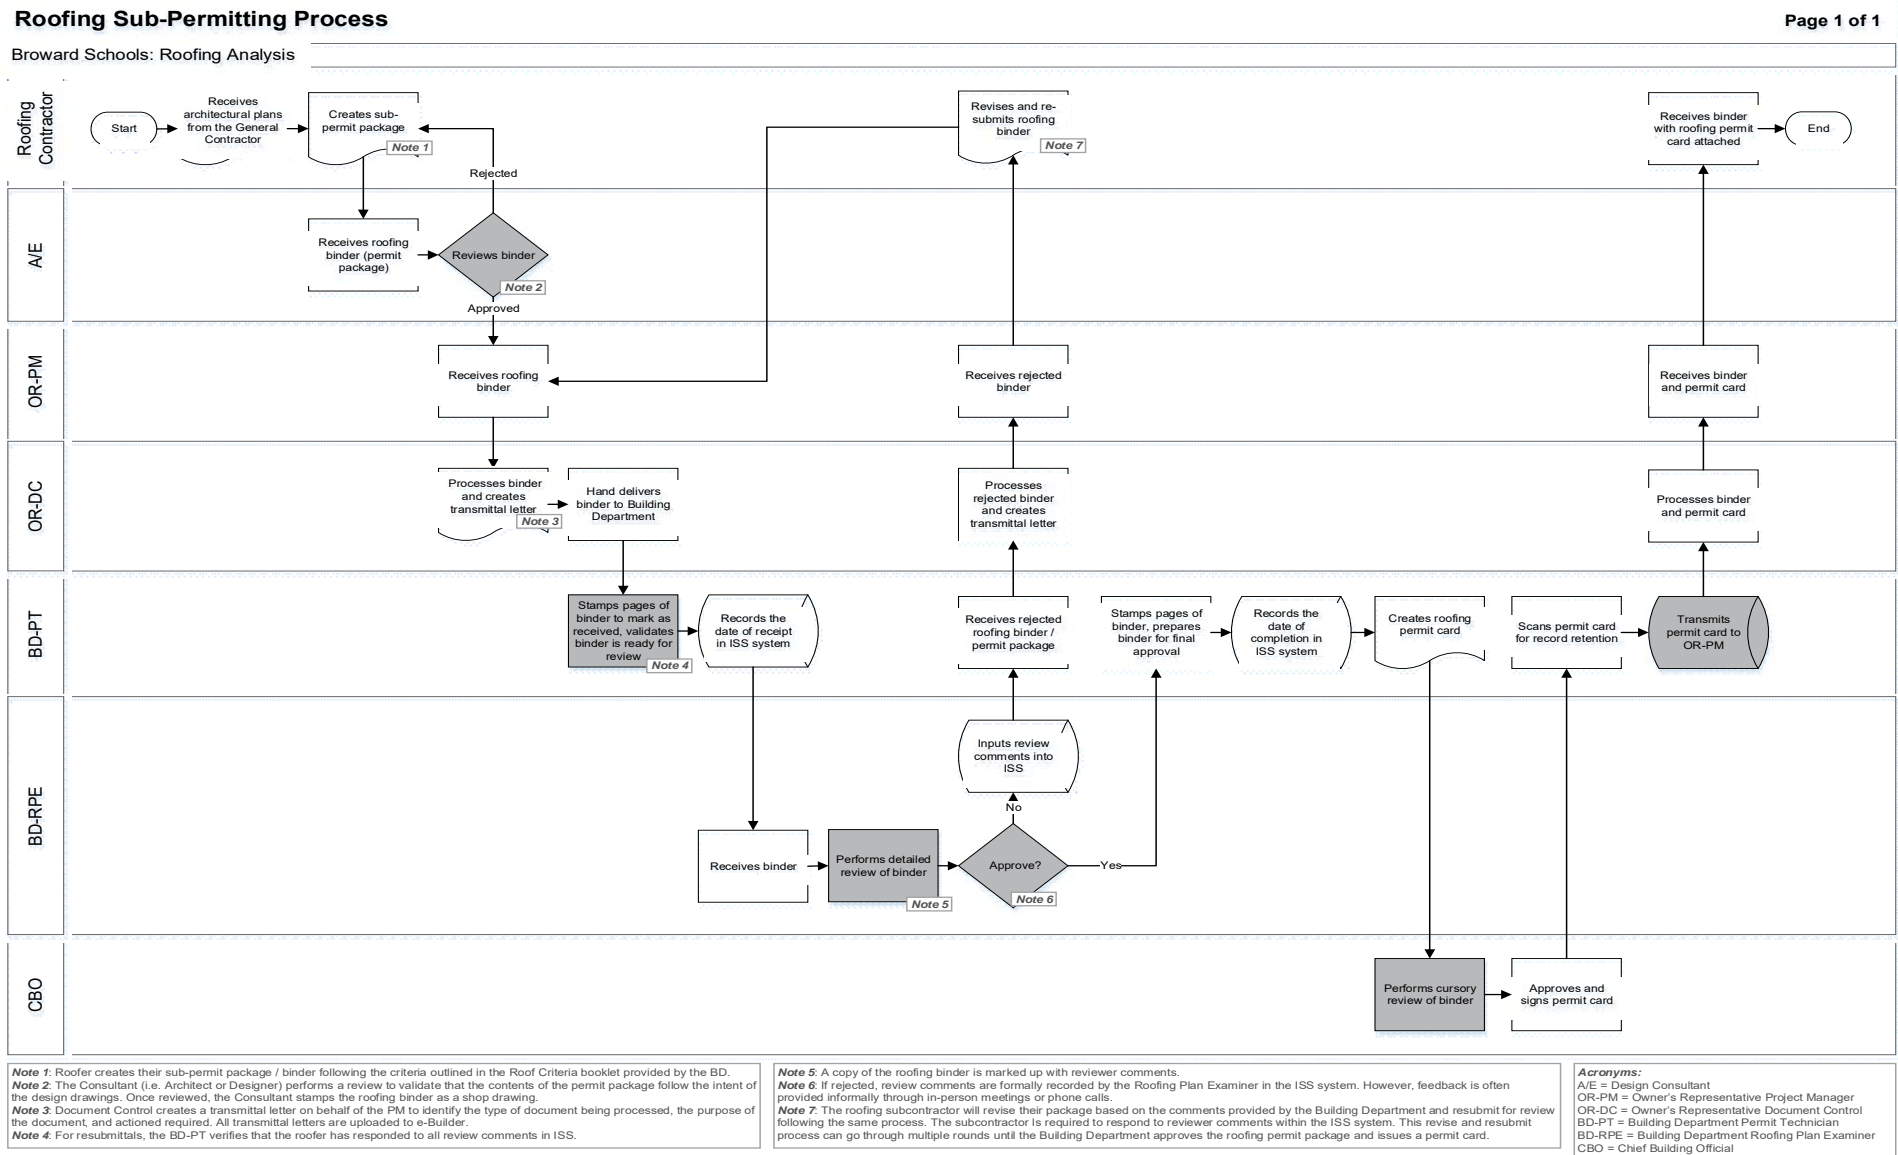 Roofing Sub-Permitting Process
Page 1 of 1
Broward Schools: Roofing Analysis
Roofing
Contractor
Start
Receives
architectural plans
from the General
Contractor
Creates sub-
permit package
Note 1
Rejected
Revises and re-
submits roofing
binder
Note 7
Receives binder
with roofing permit
card attached
End
A/E
Receives roofing
binder (permit
package)
Reviews binder
Note 2
Approved
OR-PM
Receives roofing
binder
Receives rejected
binder
Receives binder
and permit card
OR-DC
Processes binder
and creates
transmittal letter
Note 3
Hand delivers
binder to Building
Department
Processes
rejected binder
and creates
transmittal letter
Processes binder
and permit card
BD-PT
Stamps pages of
binder to mark as
received, validates
binder is ready for
review
Note 4
Records the
date of receipt
in ISS system
Receives rejected
roofing binder /
permit package
Stamps pages of
binder, prepares
binder for final
approval
Records the
date of
completion in
ISS system
Creates roofing
permit card
Scans permit card
for record retention
Transmits
permit card to
OR-PM
BD-RPE
Inputs review
comments into
ISS
No
Receives binder
Performs detailed
review of binder
Note 5
Approve?
Note 6
Yes
CBO
Performs cursory
review of binder
Approves and
signs permit card
Note 1: Roofer creates their sub-permit package / binder following the criteria outlined in the Roof Criteria booklet provided by the BD.
Note 2: The Consultant (i.e. Architect or Designer) performs a review to validate that the contents of the permit package follow the intent of
the design drawings. Once reviewed, the Consultant stamps the roofing binder as a shop drawing.
Note 3: Document Control creates a transmittal letter on behalf of the PM to identify the type of document being processed, the purpose of
the document, and actioned required. All transmittal letters are uploaded to e-Builder.
Note 4: For resubmittals, the BD-PT verifies that the roofer has responded to all review comments in ISS.
Note 5: A copy of the roofing binder is marked up with reviewer comments.
Note 6: If rejected, review comments are formally recorded by the Roofing Plan Examiner in the ISS system. However, feedback is often
provided informally through in-person meetings or phone calls.
Note 7: The roofing subcontractor will revise their package based on the comments provided by the Building Department and resubmit for review
following the same process. The subcontractor is required to respond to reviewer comments within the ISS system. This revise and resubmit
process can go through multiple rounds until the Building Department approves the roofing permit package and issues a permit card.
Acronyms:
A/E = Design Consultant
OR-PM = Owner's Representative Project Manager
OR-DC = Owner's Representative Document Control
BD-PT = Building Department Permit Technician
BD-RPE = Building Department Roofing Plan Examiner
CBO = Chief Building Official